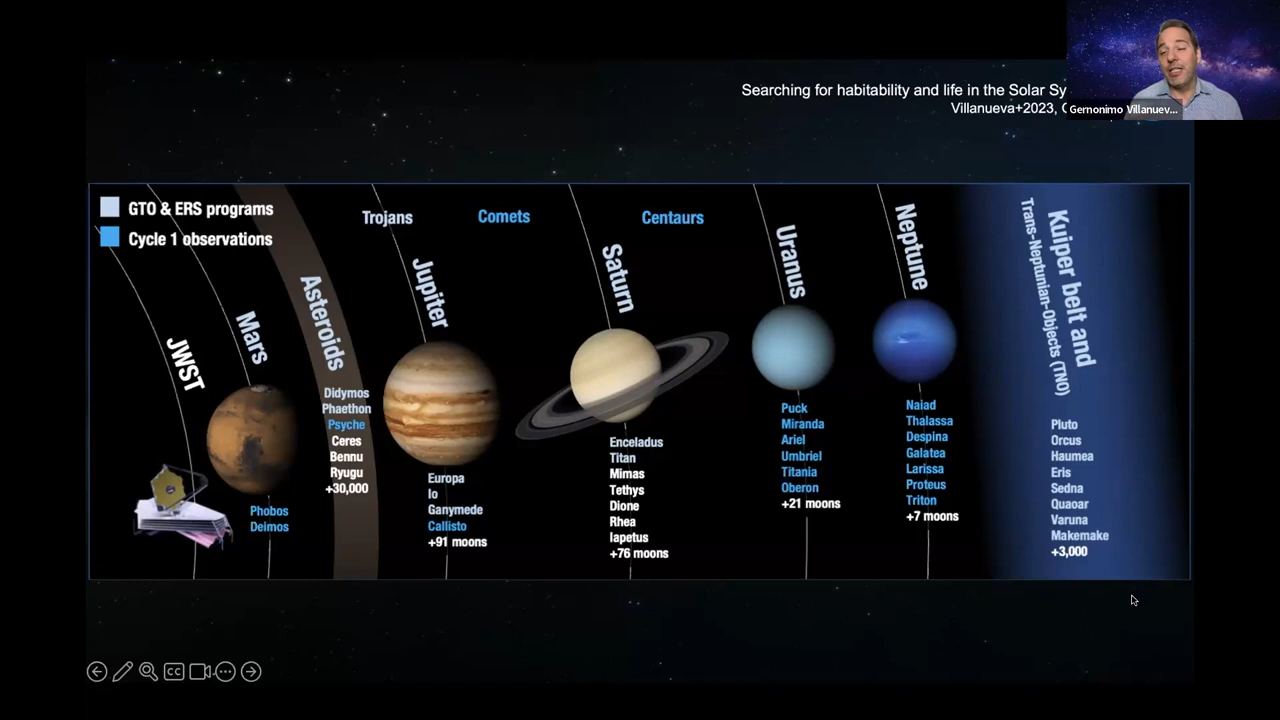 Searching for habitability and life in the Solar Sy
Villanueva+2023,
Geronimo Villanuev...
GTO & ERS programs
Cycle 1 observations
Trojans
Comets
Centaurs
JWST
Mars
Phobos
Deimos
Asteroids
Didymos
Phaethon
Psyche
Ceres
Bennu
Ryugu
+30,000
Jupiter
Europa
Io
Ganymede
Callisto
+91 moons
Saturn
Enceladus
Titan
Mimas
Tethys
Dione
Rhea
Iapetus
+76 moons
Uranus
Puck
Miranda
Ariel
Umbriel
Titania
Oberon
+21 moons
Neptune
Naiad
Thalassa
Despina
Galatea
Larissa
Proteus
Triton
+7 moons
Kuiper belt and
Trans-Neptunian-Objects (TNO)
Pluto
Orcus
Haumea
Eris
Sedna
Quaoar
Varuna
Makemake
+3,000
CC